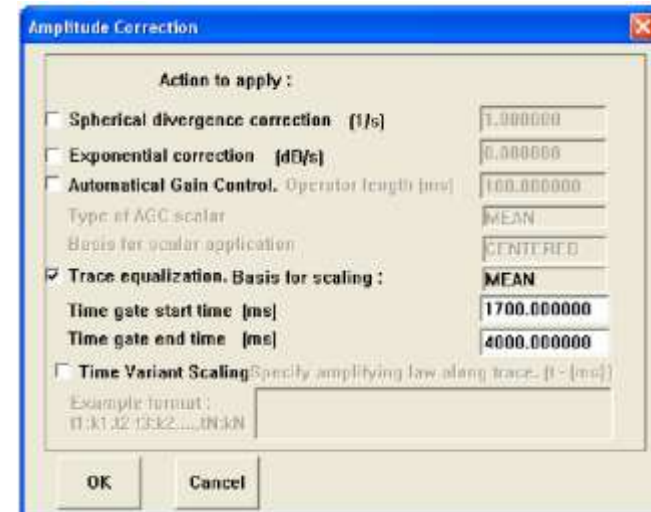 Amplitude Correction
Action to apply :
Spherical divergence correction (1/s) 1.000000
Exponential correction (dB/s) 0.000000
Automatical Gain Control. Operator length [ms] 100.000000
Type of AGC scalar MEAN
Basis for scalar application CENTERED
Trace equalization. Basis for scaling : MEAN
Time gate start time [ms] 1700.000000
Time gate end time [ms] 4000.000000
Time Variant Scaling Specify amplifying law along trace. (t - [ms])
Example format :
t1:k1,t2-t3:k2,...,tN:kN
OK Cancel